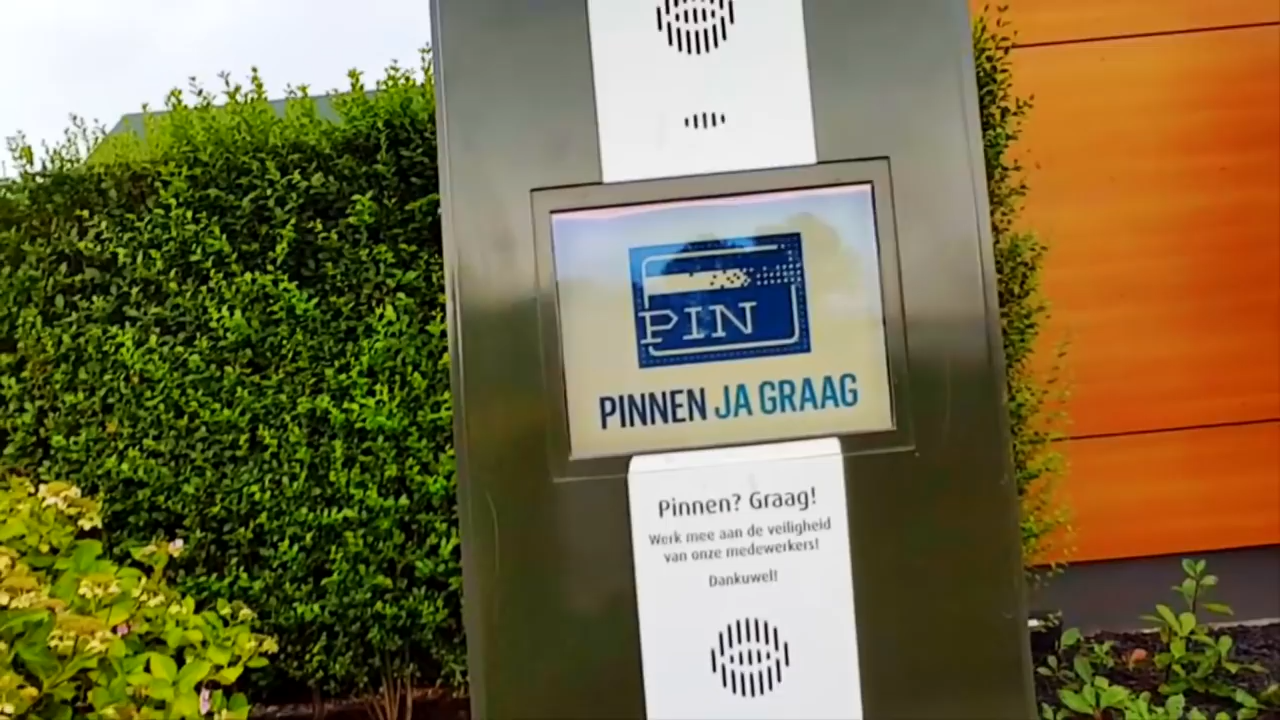 PIN
PINNEN JA GRAAG
Pinnen? Graag!
Werk mee aan de veiligheid
van onze medewerkers!
Dankuwel!